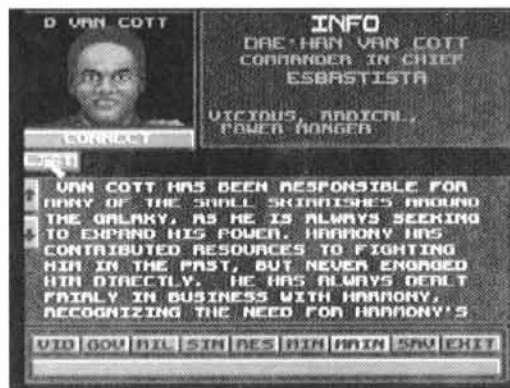 D VAN COTT
INFO
DAE'HAN VAN COTT
COMMANDER IN CHIEF
ESBASTISTA
VICIOUS, RADICAL,
POWER MONGER
CONNECT
VAN COTT HAS BEEN RESPONSIBLE FOR
MANY OF THE SMALL SKIRMISHES AROUND
THE GALAXY, AS HE IS ALWAYS SEEKING
TO EXPAND HIS POWER. HARMONY HAS
CONTRIBUTED RESOURCES TO FIGHTING
HIM IN THE PAST, BUT NEVER ENGAGED
HIM DIRECTLY. HE HAS ALWAYS DEALT
FAIRLY IN BUSINESS WITH HARMONY,
RECOGNIZING THE NEED FOR HARMONY'S
VID GOV MIL SIN RES MIN MAIN SAV EXIT